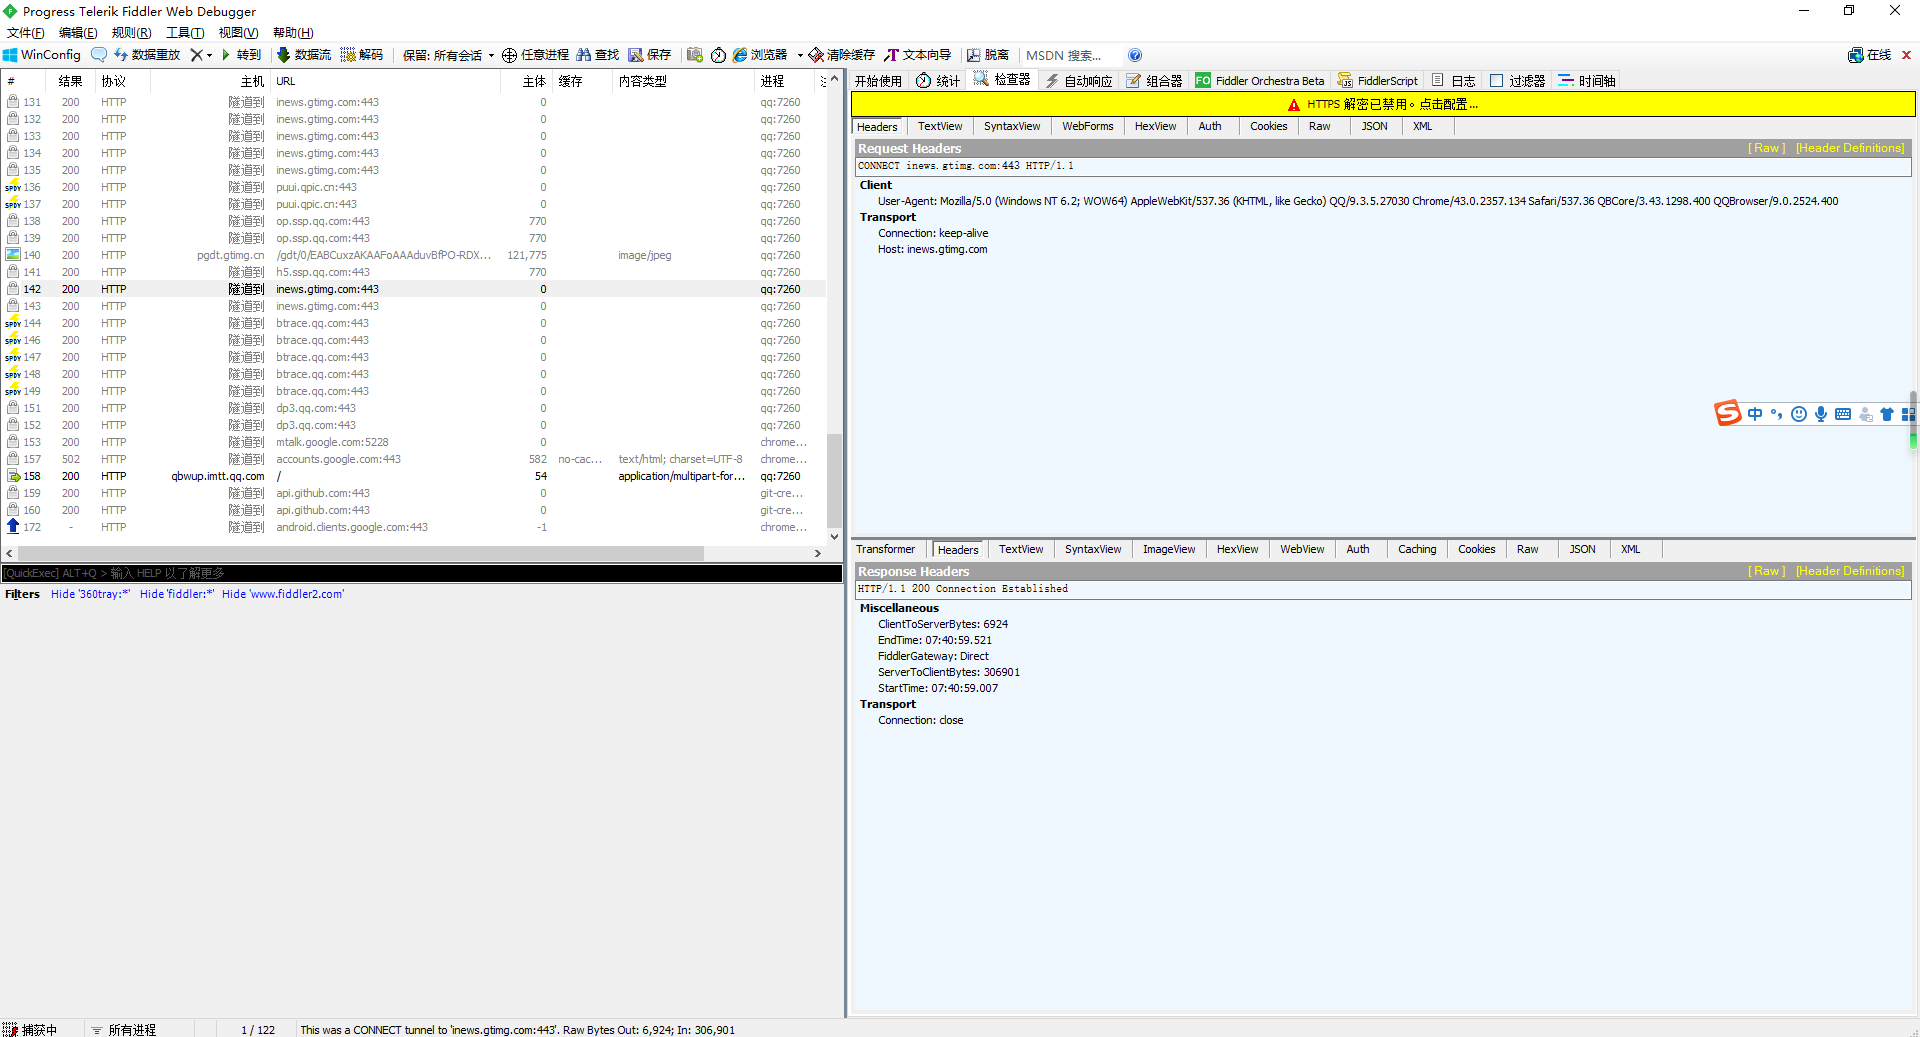 Progress Telerik Fiddler Web Debugger
文件(F) 编辑(E) 规则(R) 工具(T) 视图(V) 帮助(H)
WinConfig 数据重放 转到 数据流 解码 保留: 所有会话 任意进程 查找 保存 浏览器 清除缓存 文本向导 脱离 MSDN 搜索... 在线
# 结果 协议 主机 URL 主体 缓存 内容类型 进程
131 200 HTTP 隧道到 inews.gtimg.com:443 0 qq:7260
132 200 HTTP 隧道到 inews.gtimg.com:443 0 qq:7260
133 200 HTTP 隧道到 inews.gtimg.com:443 0 qq:7260
134 200 HTTP 隧道到 inews.gtimg.com:443 0 qq:7260
135 200 HTTP 隧道到 inews.gtimg.com:443 0 qq:7260
136 200 HTTP 隧道到 puui.qpic.cn:443 0 qq:7260
137 200 HTTP 隧道到 puui.qpic.cn:443 0 qq:7260
138 200 HTTP 隧道到 op.ssp.qq.com:443 770 qq:7260
139 200 HTTP 隧道到 op.ssp.qq.com:443 770 qq:7260
140 200 HTTP pgdt.gtimg.cn /gdt/0/EABCuxzAKAAFoAAAduvBfPO-RDX... 121,775 image/jpeg qq:7260
141 200 HTTP 隧道到 h5.ssp.qq.com:443 770 qq:7260
142 200 HTTP 隧道到 inews.gtimg.com:443 0 qq:7260
143 200 HTTP 隧道到 inews.gtimg.com:443 0 qq:7260
144 200 HTTP 隧道到 btrace.qq.com:443 0 qq:7260
146 200 HTTP 隧道到 btrace.qq.com:443 0 qq:7260
147 200 HTTP 隧道到 btrace.qq.com:443 0 qq:7260
148 200 HTTP 隧道到 btrace.qq.com:443 0 qq:7260
149 200 HTTP 隧道到 btrace.qq.com:443 0 qq:7260
151 200 HTTP 隧道到 dp3.qq.com:443 0 qq:7260
152 200 HTTP 隧道到 dp3.qq.com:443 0 qq:7260
153 200 HTTP 隧道到 mtalk.google.com:5228 0 chrome...
157 502 HTTP 隧道到 accounts.google.com:443 582 no-cac... text/html; charset=UTF-8 chrome...
158 200 HTTP qbwup.imtt.qq.com / 54 application/multipart-for... qq:7260
159 200 HTTP 隧道到 api.github.com:443 0 git-cre...
160 200 HTTP 隧道到 api.github.com:443 0 git-cre...
172 - HTTP 隧道到 android.clients.google.com:443 -1 chrome...
[QuickExec] ALT+Q > 输入 HELP 以了解更多
Filters Hide '360tray:*' Hide 'fiddler:*' Hide 'www.fiddler2.com'
开始使用 统计 检查器 自动响应 组合器 FO Fiddler Orchestra Beta FiddlerScript 日志 过滤器 时间轴
HTTPS 解密已禁用。点击配置...
Headers TextView SyntaxView WebForms HexView Auth Cookies Raw JSON XML
Request Headers [ Raw ] [Header Definitions]
CONNECT inews.gtimg.com:443 HTTP/1.1
Client
User-Agent: Mozilla/5.0 (Windows NT 6.2; WOW64) AppleWebKit/537.36 (KHTML, like Gecko) QQ/9.3.5.27030 Chrome/43.0.2357.134 Safari/537.36 QBCore/3.43.1298.400 QQBrowser/9.0.2524.400
Transport
Connection: keep-alive
Host: inews.gtimg.com
中
Transformer Headers TextView SyntaxView ImageView HexView WebView Auth Caching Cookies Raw JSON XML
Response Headers [ Raw ] [Header Definitions]
HTTP/1.1 200 Connection Established
Miscellaneous
ClientToServerBytes: 6924
EndTime: 07:40:59.521
FiddlerGateway: Direct
ServerToClientBytes: 306901
StartTime: 07:40:59.007
Transport
Connection: close
捕获中 所有进程 1 / 122 This was a CONNECT tunnel to 'inews.gtimg.com:443'. Raw Bytes Out: 6,924; In: 306,901